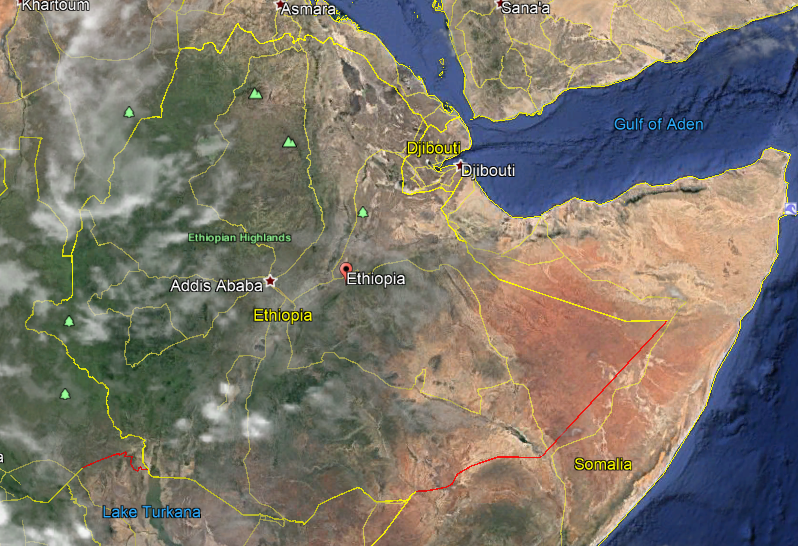 Khartoum
Asmara
Sana'a
Gulf of Aden
Djibouti
Djibouti
Ethiopian Highlands
Addis Ababa
Ethiopia
Ethiopia
Somalia
Lake Turkana